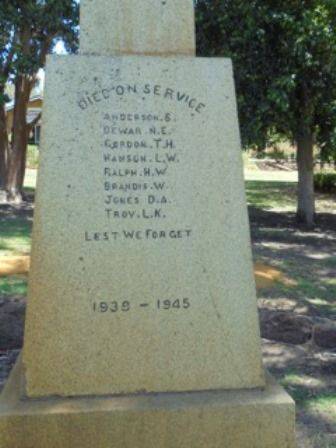 DIED ON SERVICE
ANDERSON. S.
DEWAR N.E.
GORDON. T.H.
HANSON. L.W.
RALPH. H.W.
BRANDIS. W.
JONES D.A.
TROY. L.K.
LEST WE FORGET
1939 - 1945